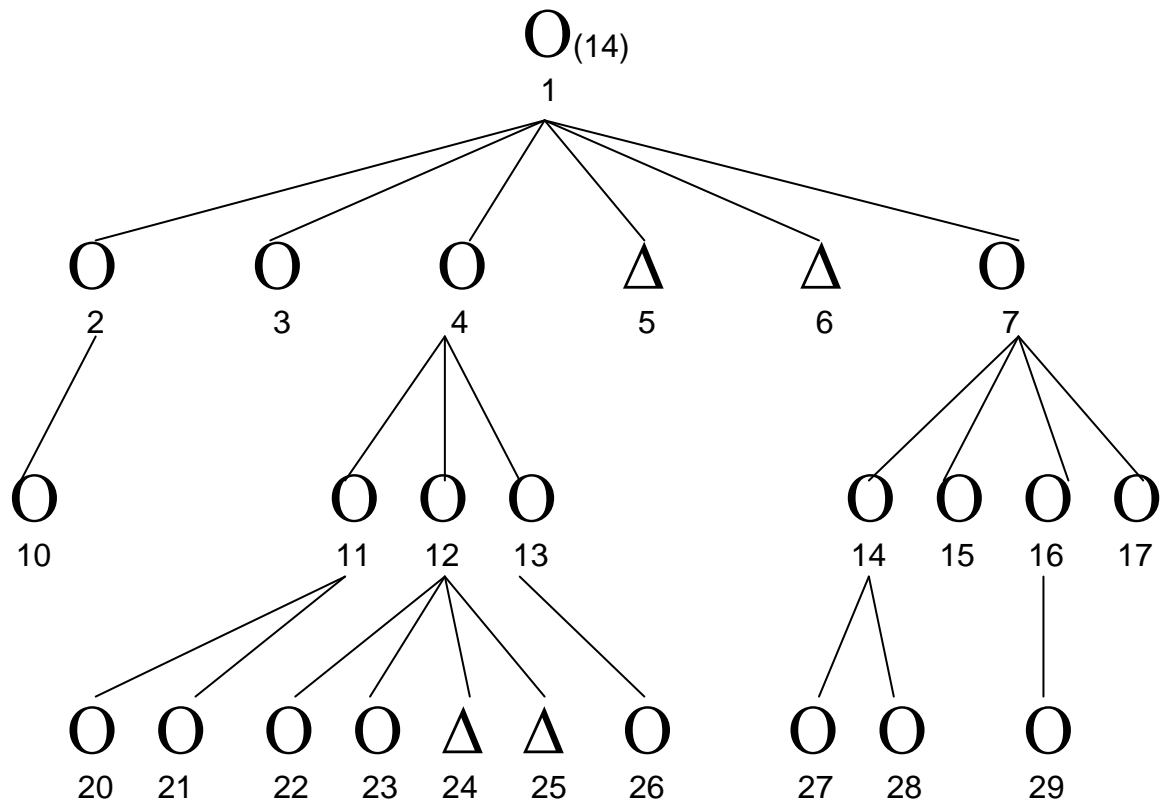 O(14)
1
O O O Δ Δ O
2 3 4 5 6 7
O O O O O O O O
10 11 12 13 14 15 16 17
O O O O Δ Δ O O O O
20 21 22 23 24 25 26 27 28 29